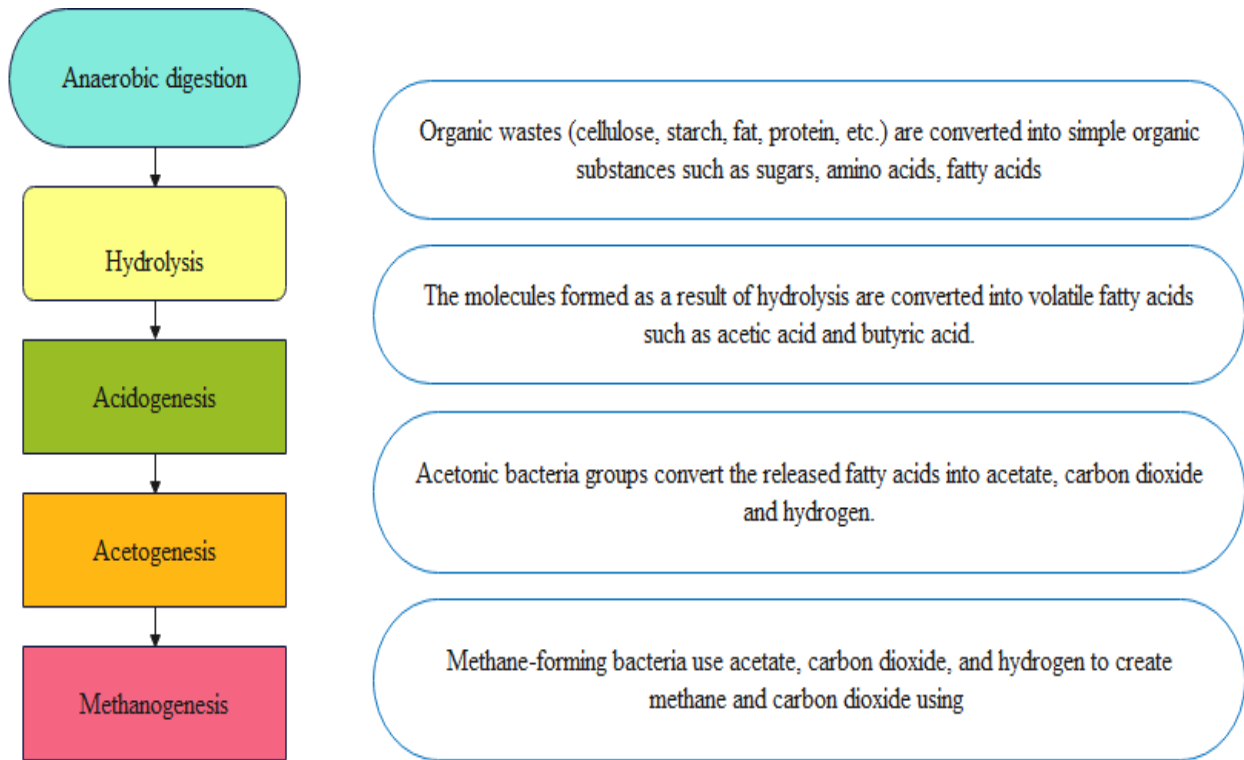 Anaerobic digestion
Organic wastes (cellulose, starch, fat, protein, etc.) are converted into simple organic
substances such as sugars, amino acids, fatty acids
Hydrolysis
The molecules formed as a result of hydrolysis are converted into volatile fatty acids
such as acetic acid and butyric acid.
Acidogenesis
Acetonic bacteria groups convert the released fatty acids into acetate, carbon dioxide
and hydrogen.
Acetogenesis
Methane-forming bacteria use acetate, carbon dioxide, and hydrogen to create
methane and carbon dioxide using
Methanogenesis